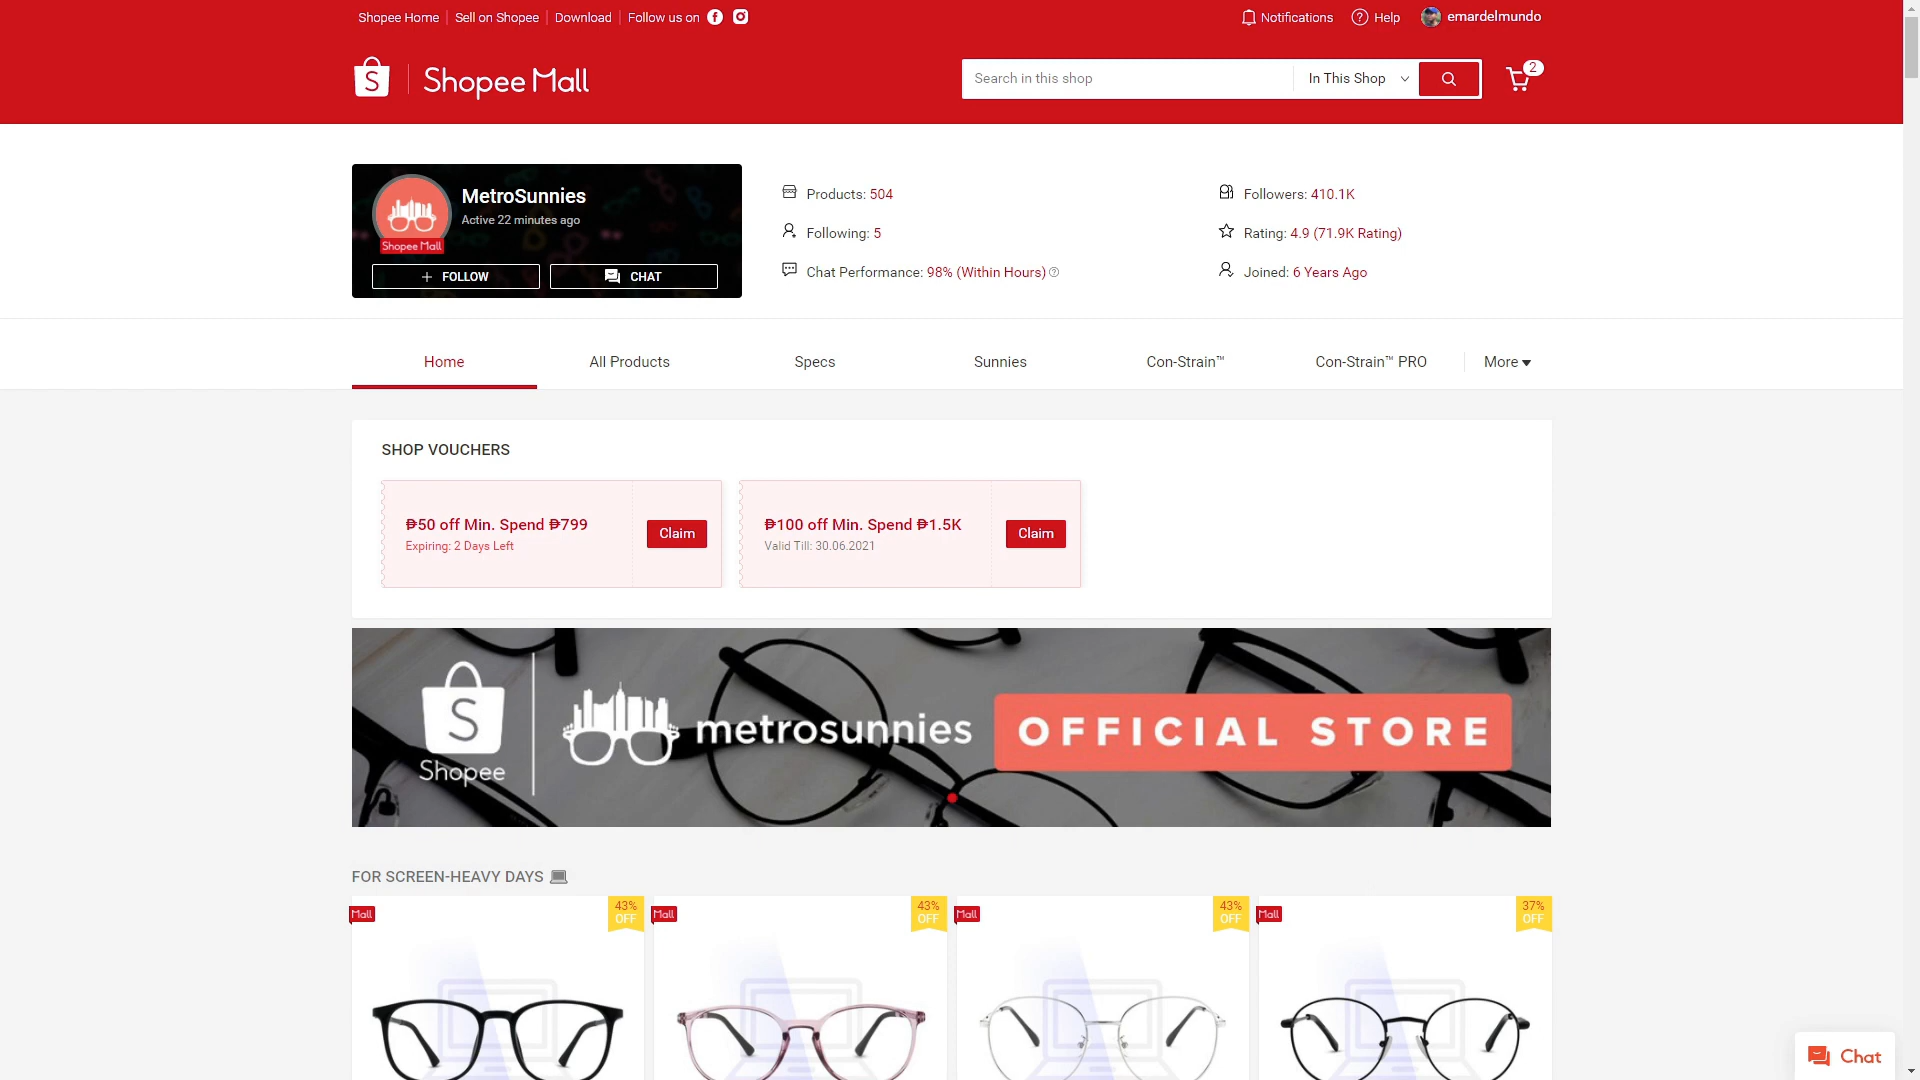 Shopee Home
Sell on Shopee
Download
Follow us on
Notifications
Help
emardelmundo
S
Shopee Mall
Search in this shop
In This Shop
2
MetroSunnies
Active 22 minutes ago
Shopee Mall
+ FOLLOW
CHAT
Products: 504
Following: 5
Chat Performance: 98% (Within Hours)
Followers: 410.1K
Rating: 4.9 (71.9K Rating)
Joined: 6 Years Ago
Home
All Products
Specs
Sunnies
Con-Strain™
Con-Strain™ PRO
More
SHOP VOUCHERS
₱50 off Min. Spend ₱799
Expiring: 2 Days Left
Claim
₱100 off Min. Spend ₱1.5K
Valid Till: 30.06.2021
Claim
S
Shopee
metrosunnies
OFFICIAL STORE
FOR SCREEN-HEAVY DAYS
Mall
43%
OFF
Mall
43%
OFF
Mall
43%
OFF
Mall
37%
OFF
Chat